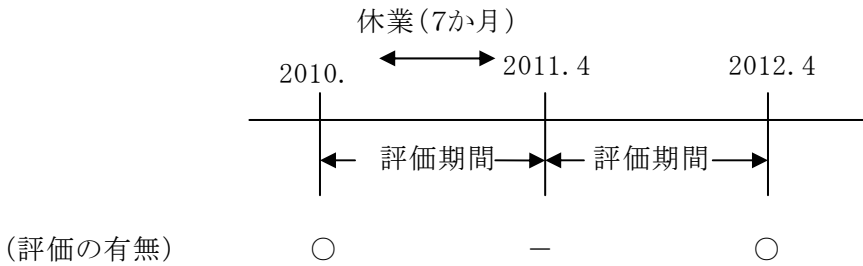 休業(7か月)
2010. 2011.4 2012.4
評価期間 評価期間
(評価の有無) ○ － ○